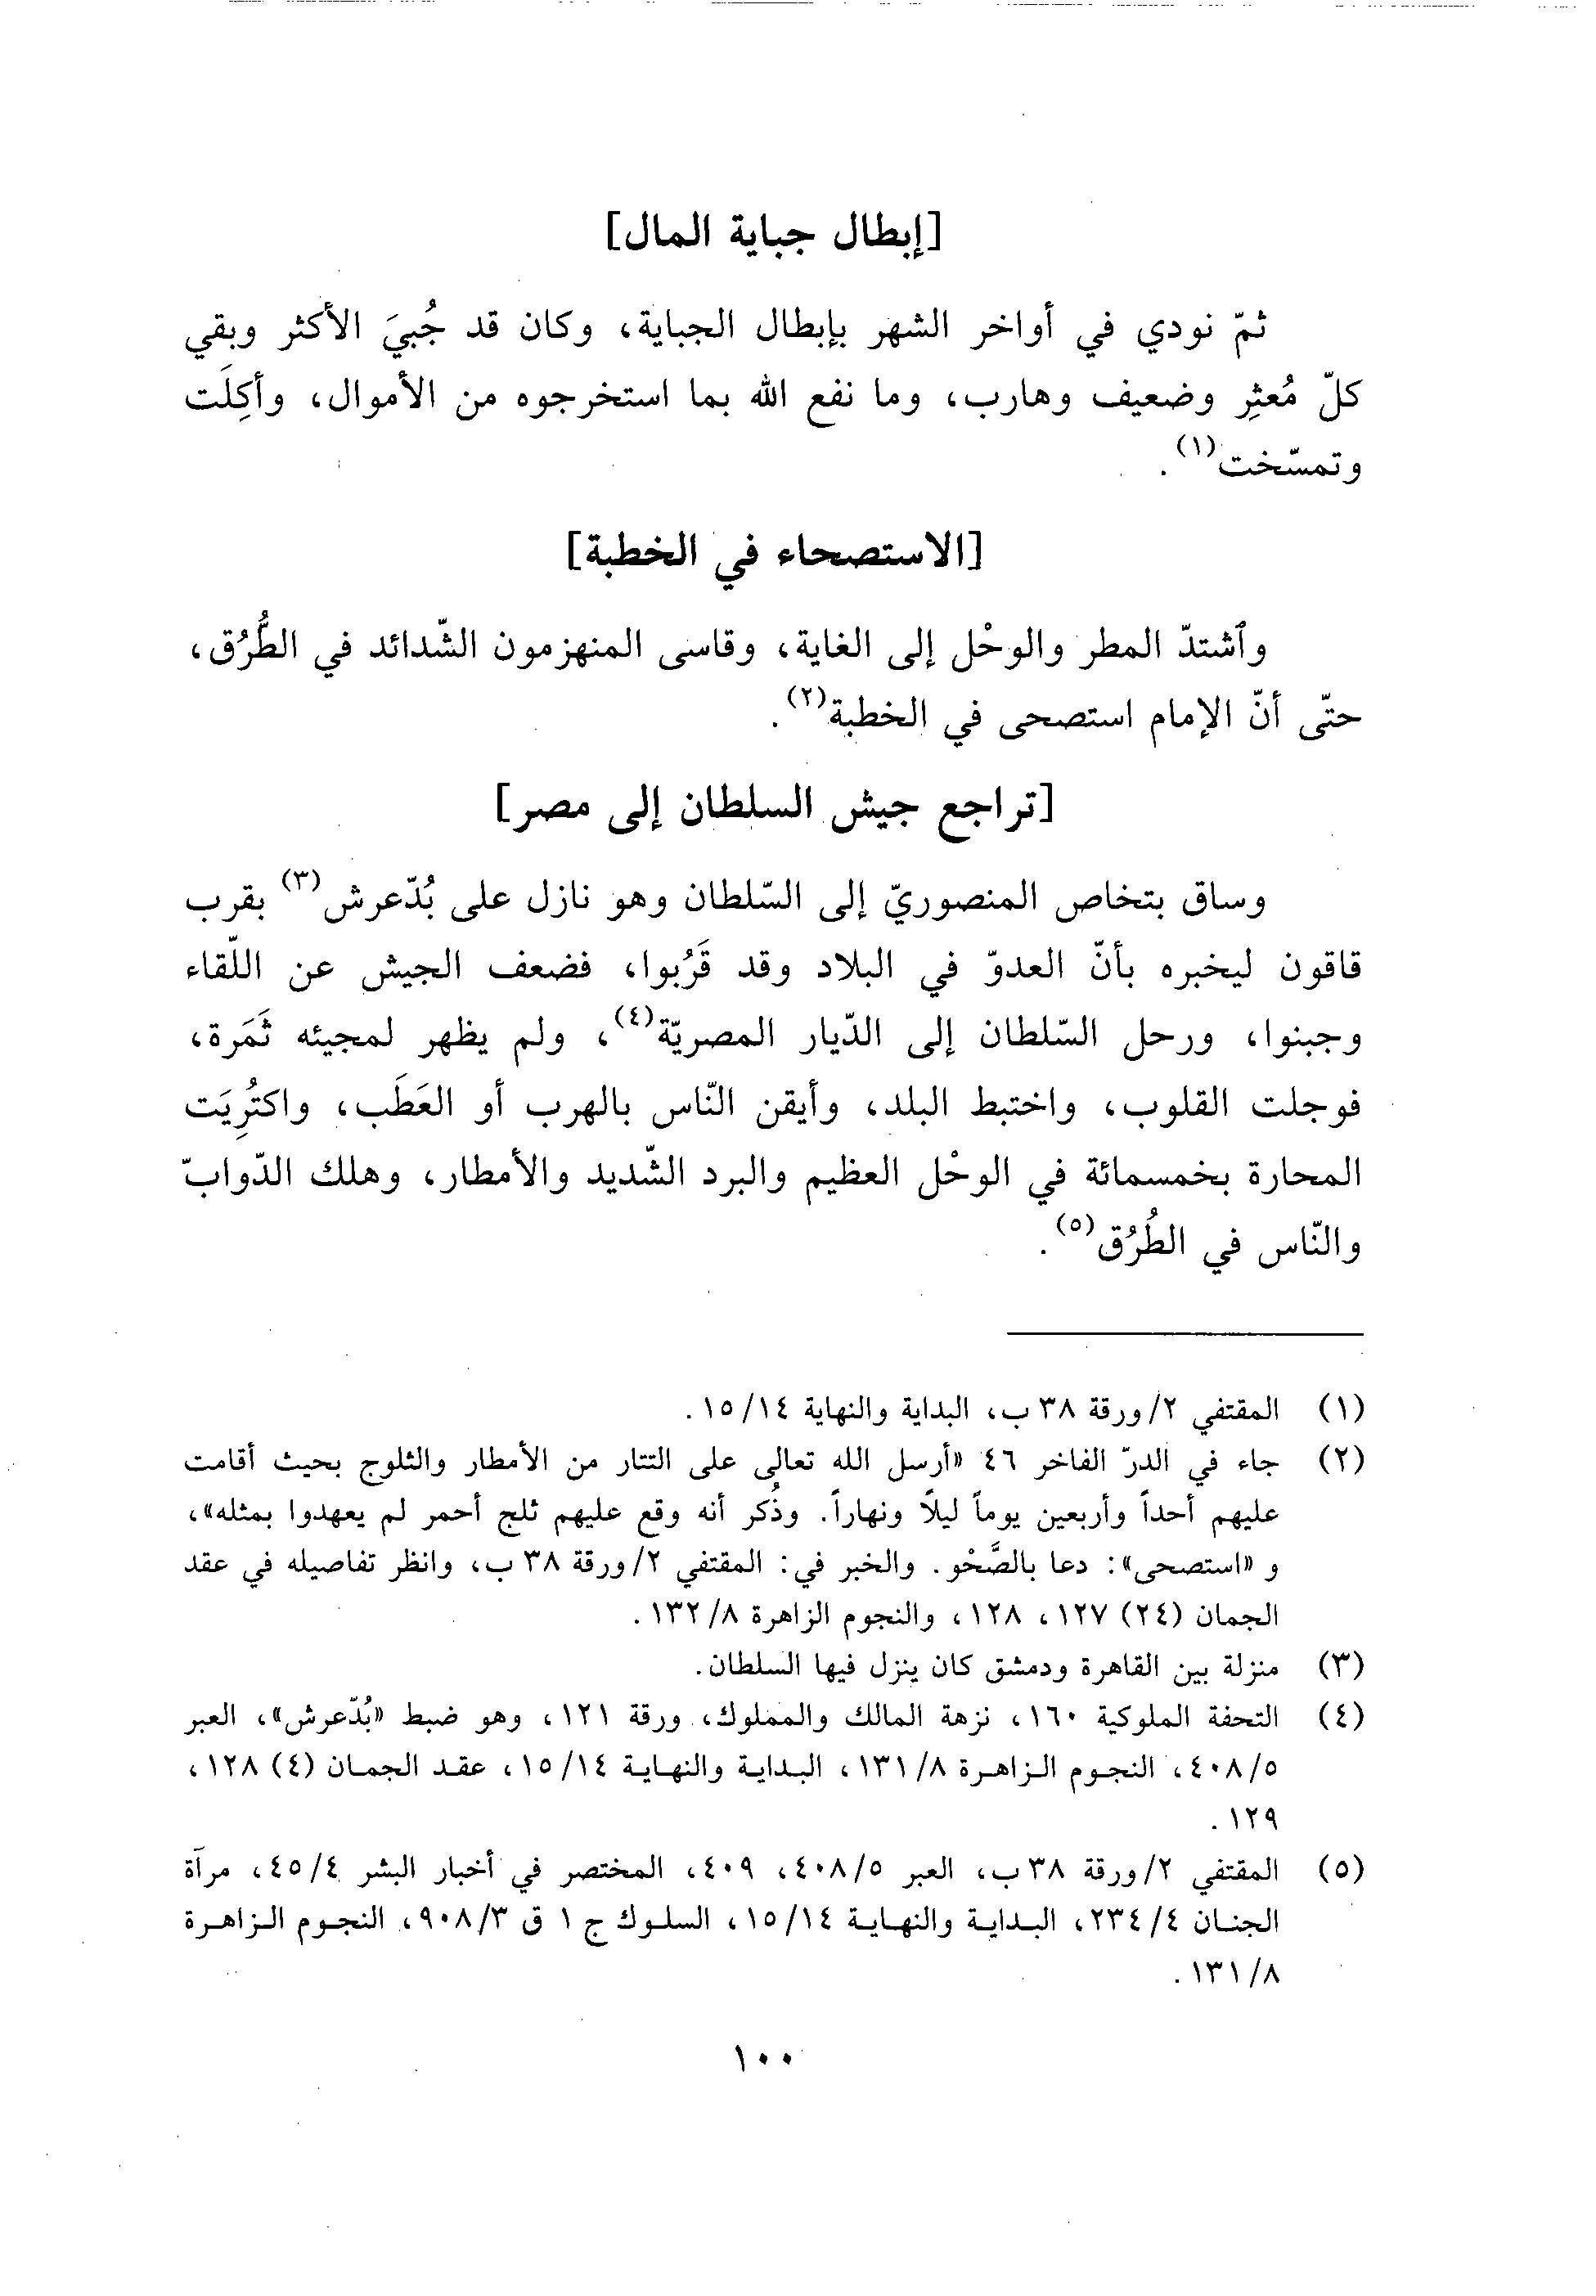 [إبطال جباية المال]
ثمّ نودي في أواخر الشهر بإبطال الجباية، وكان قد جُبيَ الأكثر وبقي
كلّ مُعثِر وضعيف وهارب، وما نفع الله بما استخرجوه من الأموال، وأكِلَت
وتمسّخت(١).
[الاستصحاء في الخطبة]
وٱشتدّ المطر والوحْل إلى الغاية، وقاسى المنهزمون الشّدائد في الطُّرُق،
حتّى أنّ الإمام استصحى في الخطبة(٢).
[تراجع جيش السلطان إلى مصر]
وساق بتخاص المنصوريّ إلى السّلطان وهو نازل على بُدّعرش(٣) بقرب
قاقون ليخبره بأنّ العدوّ في البلاد وقد قَرُبوا، فضعف الجيش عن اللّقاء
وجبنوا، ورحل السّلطان إلى الدّيار المصريّة(٤)، ولم يظهر لمجيئه ثَمَرة،
فوجلت القلوب، واختبط البلد، وأيقن النّاس بالهرب أو العَطَب، واكتُرِيَت
المحارة بخمسمائة في الوحْل العظيم والبرد الشّديد والأمطار، وهلك الدّوابّ
والنّاس في الطُرُق(٥).
(١) المقتفي ٢/ورقة ٣٨ ب، البداية والنهاية ١٥/١٤.
(٢) جاء في الدرّ الفاخر ٤٦ «أرسل الله تعالى على التتار من الأمطار والثلوج بحيث أقامت
عليهم أحداً وأربعين يوماً ليلاً ونهاراً. وذُكر أنه وقع عليهم ثلج أحمر لم يعهدوا بمثله»،
و «استصحى»: دعا بالصَّحْو. والخبر في: المقتفي ٢/ورقة ٣٨ ب، وانظر تفاصيله في عقد
الجمان (٢٤) ١٢٧، ١٢٨، والنجوم الزاهرة ١٣٢/٨.
(٣) منزلة بين القاهرة ودمشق كان ينزل فيها السلطان.
(٤) التحفة الملوكية ١٦٠، نزهة المالك والمملوك، ورقة ١٢١، وهو ضبط «بُدّعرش»، العبر
٤٠٨/٥، النجوم الزاهرة ١٣١/٨، البداية والنهاية ١٥/١٤، عقد الجمان (٤) ١٢٨،
١٢٩.
(٥) المقتفي ٢/ورقة ٣٨ ب، العبر ٤٠٨/٥، ٤٠٩، المختصر في أخبار البشر ٤٥/٤، مرآة
الجنان ٢٣٤/٤، البداية والنهاية ١٥/١٤، السلوك ج ١ ق ٩٠٨/٣، النجوم الزاهرة
١٣١/٨.
١٠٠